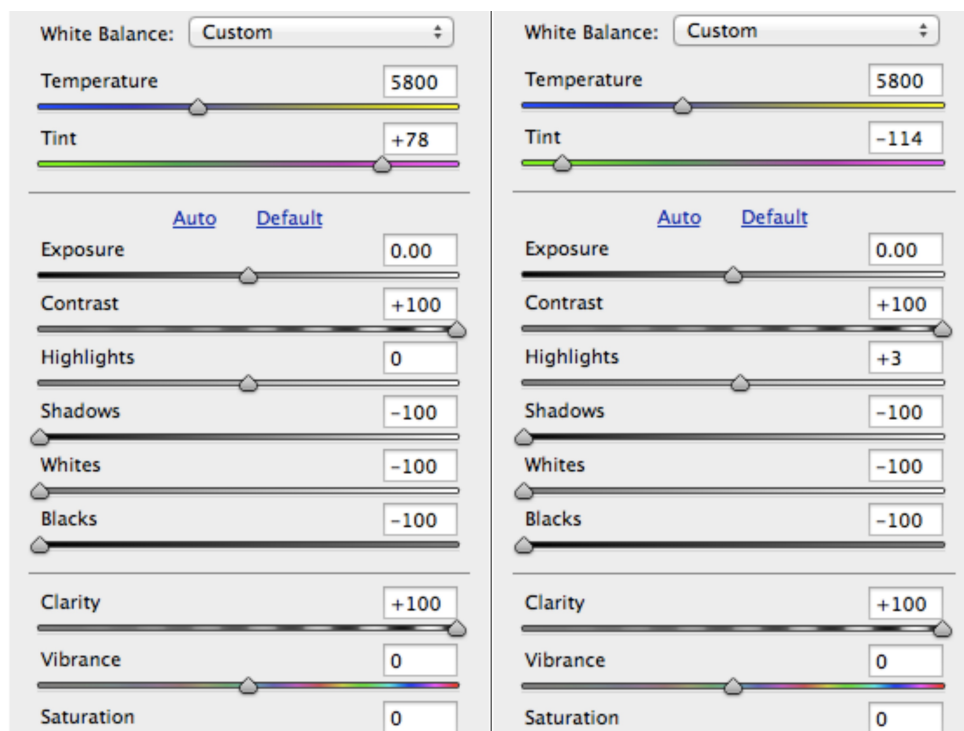 White Balance: Custom
Temperature 5800
Tint +78
Auto Default
Exposure 0.00
Contrast +100
Highlights 0
Shadows -100
Whites -100
Blacks -100
Clarity +100
Vibrance 0
Saturation 0
White Balance: Custom
Temperature 5800
Tint -114
Auto Default
Exposure 0.00
Contrast +100
Highlights +3
Shadows -100
Whites -100
Blacks -100
Clarity +100
Vibrance 0
Saturation 0